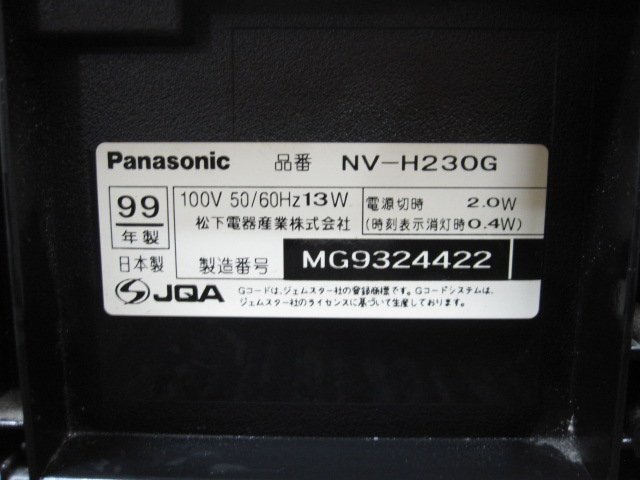 Panasonic 品番 NV-H230G
99 年製
100V 50/60Hz 13W
松下電器産業株式会社
電源切時 2.0W
(時刻表示消灯時0.4W)
日本製
製造番号 MG9324422
JQA
Gコードは、ジェムスター社の登録商標です。Gコードシステムは、
ジェムスター社のライセンスに基づいて生産しております。